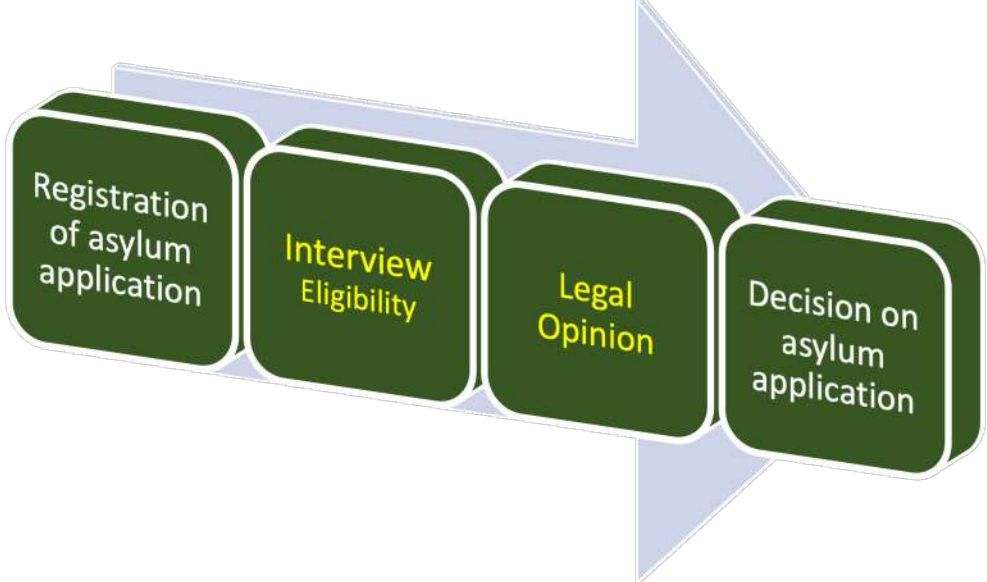 Registration
of asylum
application
Interview
Eligibility
Legal
Opinion
Decision on
asylum
application